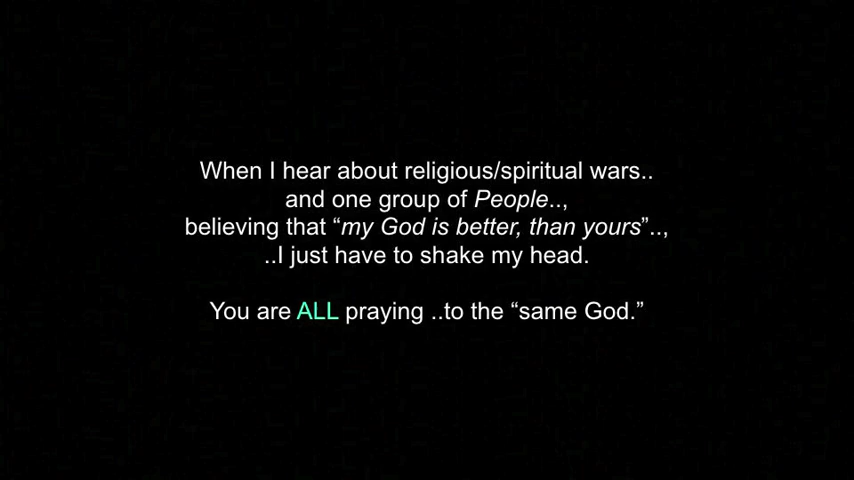 When I hear about religious/spiritual wars..
and one group of People..,
believing that “my God is better, than yours”..,
..I just have to shake my head.
You are ALL praying ..to the “same God.”